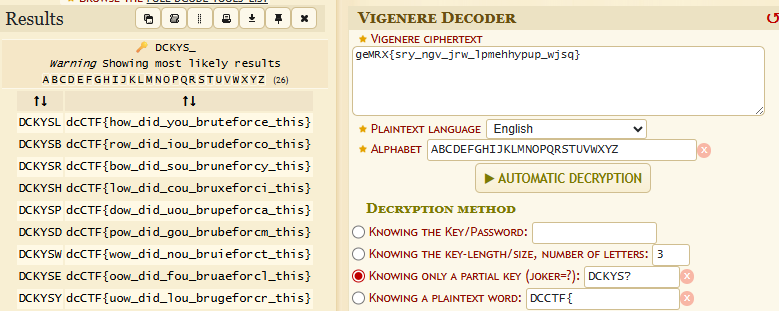 BROWSE THE FULL DCODE TOOLS' LIST
Results
DCKYS_
Warning Showing most likely results
ABCDEFGHIJKLMNOPQRSTUVWXYZ (26)
↑↓ ↑↓
DCKYSL dcCTF{how_did_you_bruteforce_this}
DCKYSB dcCTF{row_did_iou_brudeforco_this}
DCKYSR dcCTF{bow_did_sou_bruneforcy_this}
DCKYSH dcCTF{low_did_cou_bruxeforci_this}
DCKYSP dcCTF{dow_did_uou_brupeforca_this}
DCKYSD dcCTF{pow_did_gou_brubeforcm_this}
DCKYSW dcCTF{wow_did_nou_bruieforct_this}
DCKYSE dcCTF{oow_did_fou_bruaeforcl_this}
DCKYSY dcCTF{uow_did_lou_brugeforcr_this}
VIGENERE DECODER
★ VIGENERE CIPHERTEXT
geMRX{sry_ngv_jrw_lpmehhypup_wjsq}
★ PLAINTEXT LANGUAGE English
★ ALPHABET ABCDEFGHIJKLMNOPQRSTUVWXYZ
▶ AUTOMATIC DECRYPTION
DECRYPTION METHOD
KNOWING THE KEY/PASSWORD:
KNOWING THE KEY-LENGTH/SIZE, NUMBER OF LETTERS: 3
KNOWING ONLY A PARTIAL KEY (JOKER=?): DCKYS?
KNOWING A PLAINTEXT WORD: DCCTF{